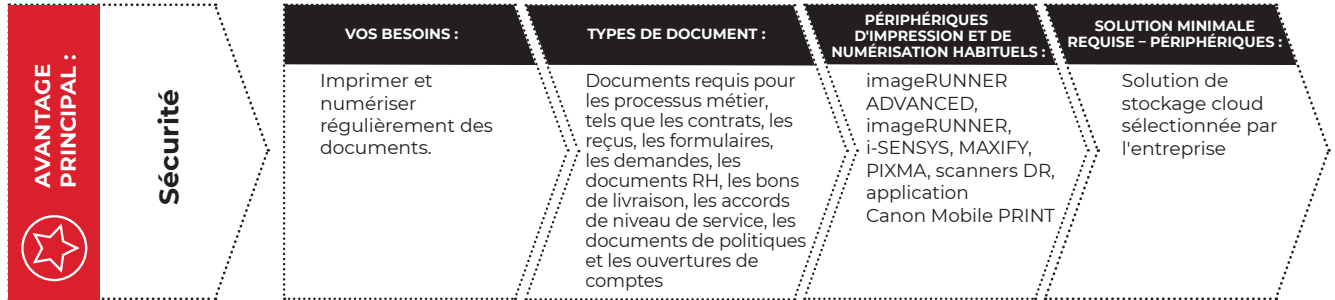 AVANTAGE
PRINCIPAL :
Sécurité
VOS BESOINS :
Imprimer et
numériser
régulièrement des
documents.
TYPES DE DOCUMENT :
Documents requis pour
les processus métier,
tels que les contrats, les
reçus, les formulaires,
les demandes, les
documents RH, les bons
de livraison, les accords
de niveau de service, les
documents de politiques
et les ouvertures de
comptes
PÉRIPHÉRIQUES
D'IMPRESSION ET DE
NUMÉRISATION HABITUELS :
imageRUNNER
ADVANCED,
imageRUNNER,
i-SENSYS, MAXIFY,
PIXMA, scanners DR,
application
Canon Mobile PRINT
SOLUTION MINIMALE
REQUISE – PÉRIPHÉRIQUES :
Solution de
stockage cloud
sélectionnée par
l'entreprise